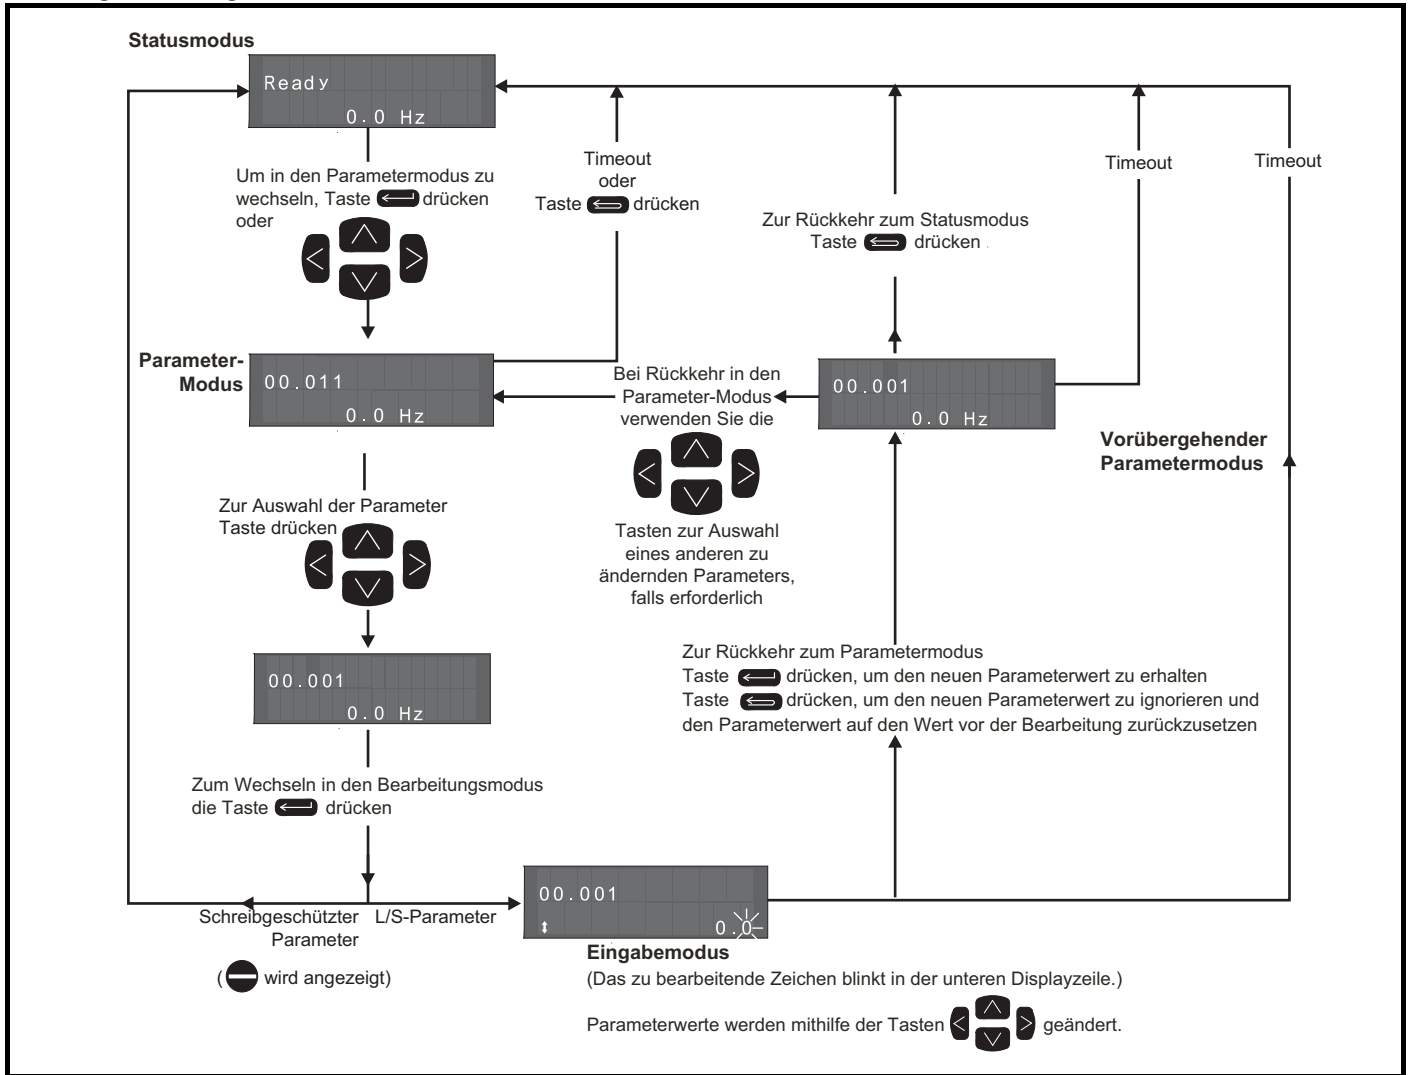 Statusmodus
Ready
0.0 Hz
Um in den Parametermodus zu
wechseln, Taste drücken
oder
Timeout
oder
Taste drücken
Zur Rückkehr zum Statusmodus
Taste drücken
Timeout
Timeout
Parameter-
Modus
00.011
0.0 Hz
Bei Rückkehr in den
Parameter-Modus
verwenden Sie die
Tasten zur Auswahl
eines anderen zu
ändernden Parameters,
falls erforderlich
00.001
0.0 Hz
Vorübergehender
Parametermodus
Zur Auswahl der Parameter
Taste drücken
00.001
0.0 Hz
Zur Rückkehr zum Parametermodus
Taste drücken, um den neuen Parameterwert zu erhalten
Taste drücken, um den neuen Parameterwert zu ignorieren und
den Parameterwert auf den Wert vor der Bearbeitung zurückzusetzen
Zum Wechseln in den Bearbeitungsmodus
die Taste drücken
Schreibgeschützter
Parameter
( wird angezeigt)
L/S-Parameter
00.001
0.0
Eingabemodus
(Das zu bearbeitende Zeichen blinkt in der unteren Displayzeile.)
Parameterwerte werden mithilfe der Tasten geändert.